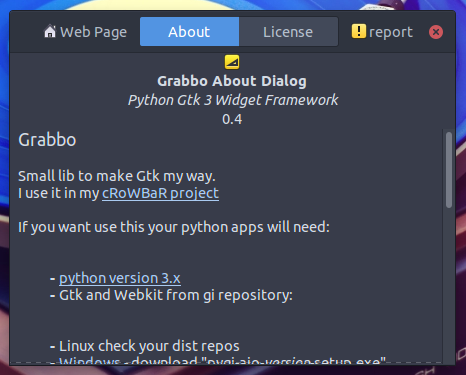 Web Page About License report
Grabbo About Dialog
Python Gtk 3 Widget Framework
0.4
Grabbo
Small lib to make Gtk my way.
I use it in my cRoWBaR project
If you want use this your python apps will need:
- python version 3.x
- Gtk and Webkit from gi repository:
- Linux check your dist repos
- Windows - download "pygi-aio-version-setup.exe"